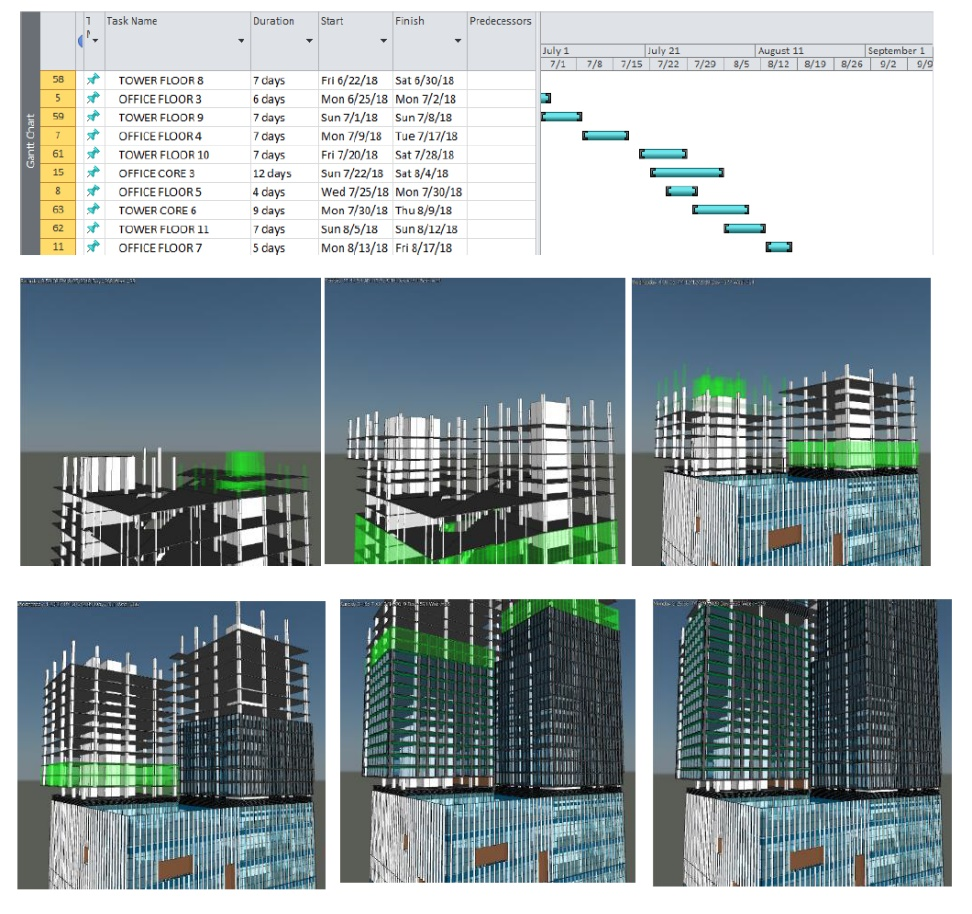 T Task Name Duration Start Finish Predecessors
July 1 July 21 August 11 September 1
7/1 7/8 7/15 7/22 7/29 8/5 8/12 8/19 8/26 9/2 9/9
Gantt Chart
58 TOWER FLOOR 8 7 days Fri 6/22/18 Sat 6/30/18
5 OFFICE FLOOR 3 6 days Mon 6/25/18 Mon 7/2/18
59 TOWER FLOOR 9 7 days Sun 7/1/18 Sun 7/8/18
7 OFFICE FLOOR 4 7 days Mon 7/9/18 Tue 7/17/18
61 TOWER FLOOR 10 7 days Fri 7/20/18 Sat 7/28/18
15 OFFICE CORE 3 12 days Sun 7/22/18 Sat 8/4/18
8 OFFICE FLOOR 5 4 days Wed 7/25/18 Mon 7/30/18
63 TOWER CORE 6 9 days Mon 7/30/18 Thu 8/9/18
62 TOWER FLOOR 11 7 days Sun 8/5/18 Sun 8/12/18
11 OFFICE FLOOR 7 5 days Mon 8/13/18 Fri 8/17/18